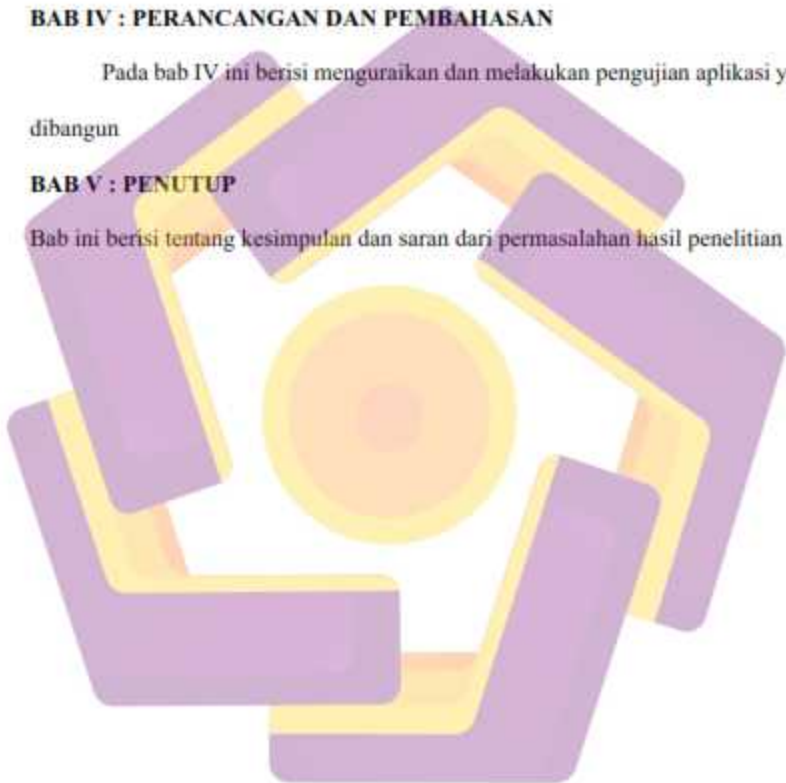 BAB IV : PERANCANGAN DAN PEMBAHASAN
Pada bab IV ini berisi menguraikan dan melakukan pengujian aplikasi
dibangun
BAB V : PENUTUP
Bab ini berisi tentang kesimpulan dan saran dari permasalahan hasil penelitian